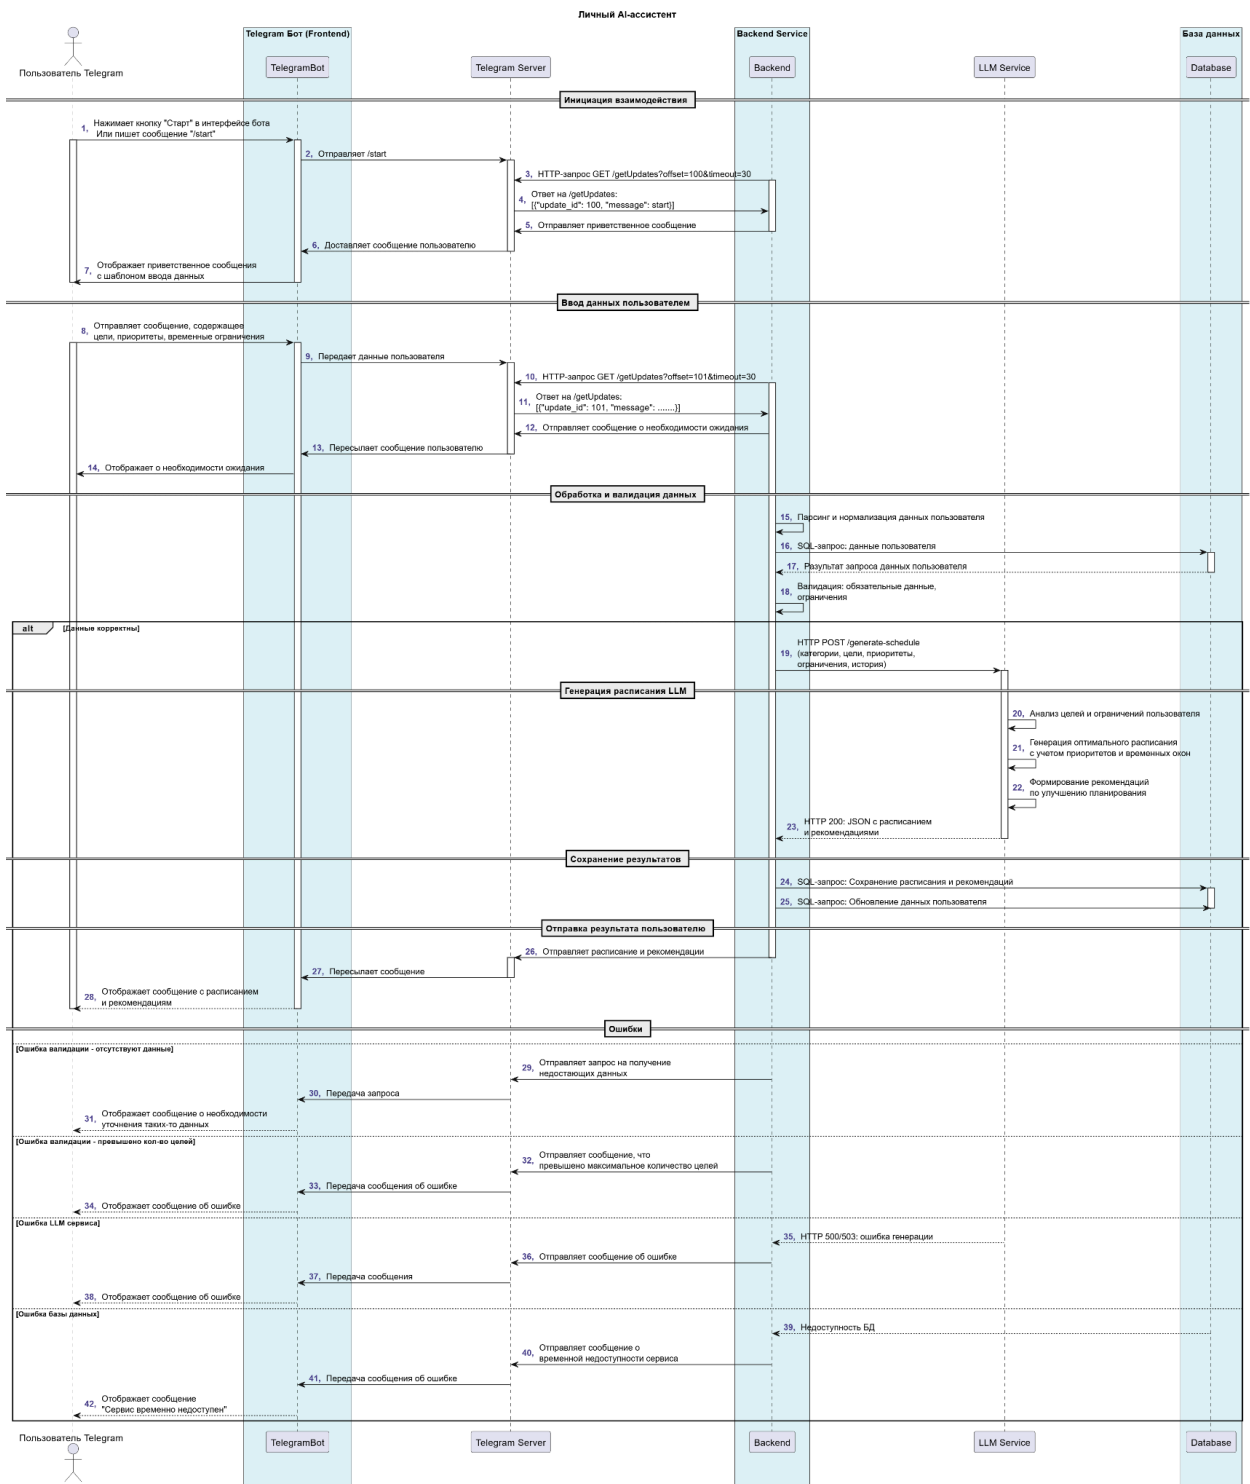 Личный AI-ассистент
Telegram Бот (Frontend)
Backend Service
База данных
Пользователь Telegram
TelegramBot
Telegram Server
Backend
LLM Service
Database
Инициация взаимодействия
1, Нажимает кнопку "Старт" в интерфейсе бота
Или пишет сообщение "/start"
2, Отправляет /start
3, HTTP-запрос GET /getUpdates?offset=100&timeout=30
4, Ответ на /getUpdates:
[{"update_id": 100, "message": start}]
5, Отправляет приветственное сообщение
6, Доставляет сообщение пользователю
7, Отображает приветственное сообщения
с шаблоном ввода данных
Ввод данных пользователем
8, Отправляет сообщение, содержащее
цели, приоритеты, временные ограничения
9, Передает данные пользователя
10, HTTP-запрос GET /getUpdates?offset=101&timeout=30
11, Ответ на /getUpdates:
[{"update_id": 101, "message": .......}]
12, Отправляет сообщение о необходимости ожидания
13, Пересылает сообщение пользователю
14, Отображает о необходимости ожидания
Обработка и валидация данных
15, Парсинг и нормализация данных пользователя
16, SQL-запрос: данные пользователя
17, Результат запроса данных пользователя
18, Валидация: обязательные данные,
ограничения
alt [Данные корректны]
19, HTTP POST /generate-schedule
(категории, цели, приоритеты,
ограничения, история)
Генерация расписания LLM
20, Анализ целей и ограничений пользователя
21, Генерация оптимального расписания
с учетом приоритетов и временных окон
22, Формирование рекомендаций
по улучшению планирования
23, HTTP 200: JSON с расписанием
и рекомендациями
Сохранение результатов
24, SQL-запрос: Сохранение расписания и рекомендаций
25, SQL-запрос: Обновление данных пользователя
Отправка результата пользователю
26, Отправляет расписание и рекомендации
27, Пересылает сообщение
28, Отображает сообщение с расписанием
и рекомендациям
Ошибки
[Ошибка валидации - отсутствуют данные]
29, Отправляет запрос на получение
недостающих данных
30, Передача запроса
31, Отображает сообщение о необходимости
уточнения таких-то данных
[Ошибка валидации - превышено кол-во целей]
32, Отправляет сообщение, что
превышено максимальное количество целей
33, Передача сообщения об ошибке
34, Отображает сообщение об ошибке
[Ошибка LLM сервиса]
35, HTTP 500/503: ошибка генерации
36, Отправляет сообщение об ошибке
37, Передача сообщения
38, Отображает сообщение об ошибке
[Ошибка базы данных]
39, Недоступность БД
40, Отправляет сообщение о
временной недоступности сервиса
41, Передача сообщения об ошибке
42, Отображает сообщение
"Сервис временно недоступен"
Пользователь Telegram
TelegramBot
Telegram Server
Backend
LLM Service
Database